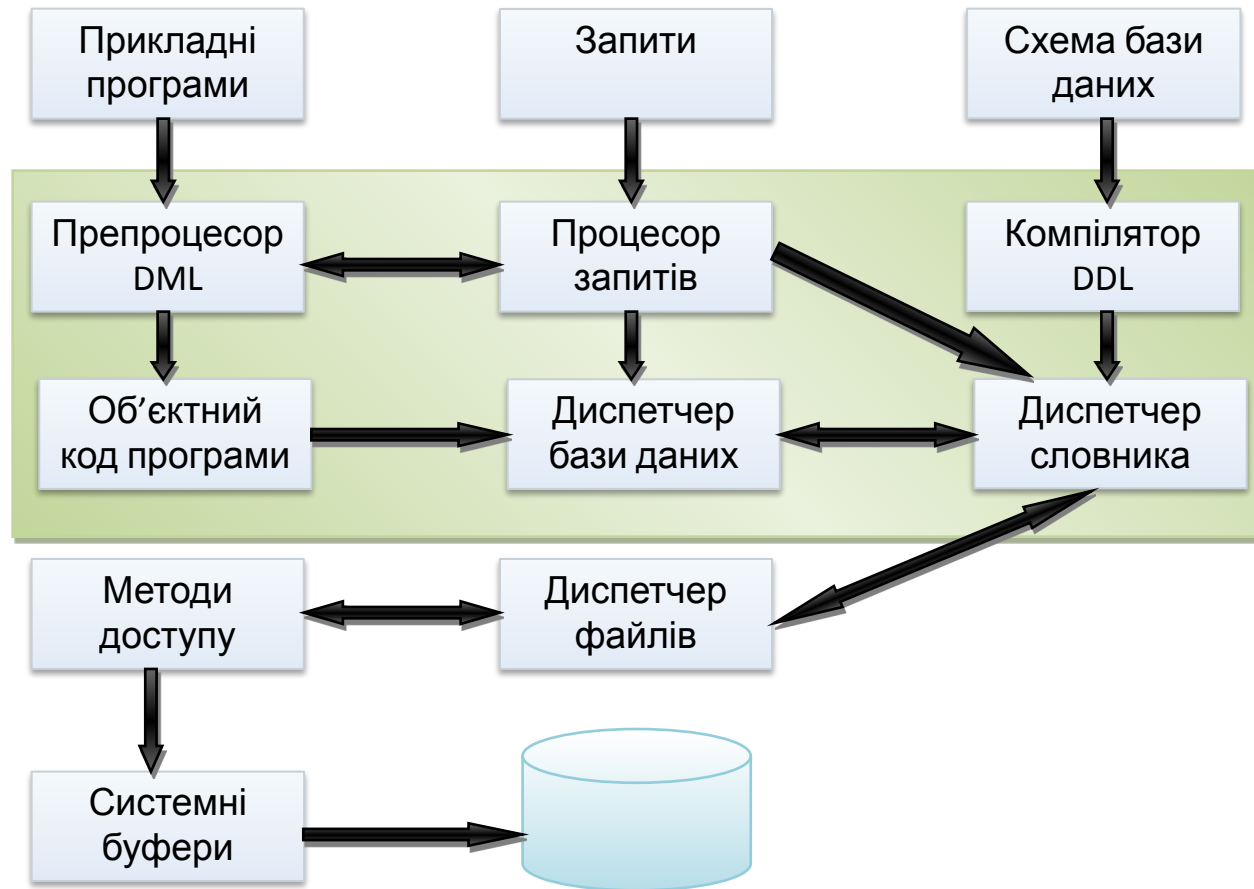 Прикладні
програми
Запити
Схема бази
даних
Препроцесор
DML
Процесор
запитів
Компілятор
DDL
Об’єктний
код програми
Диспетчер
бази даних
Диспетчер
словника
Методи
доступу
Диспетчер
файлів
Системні
буфери